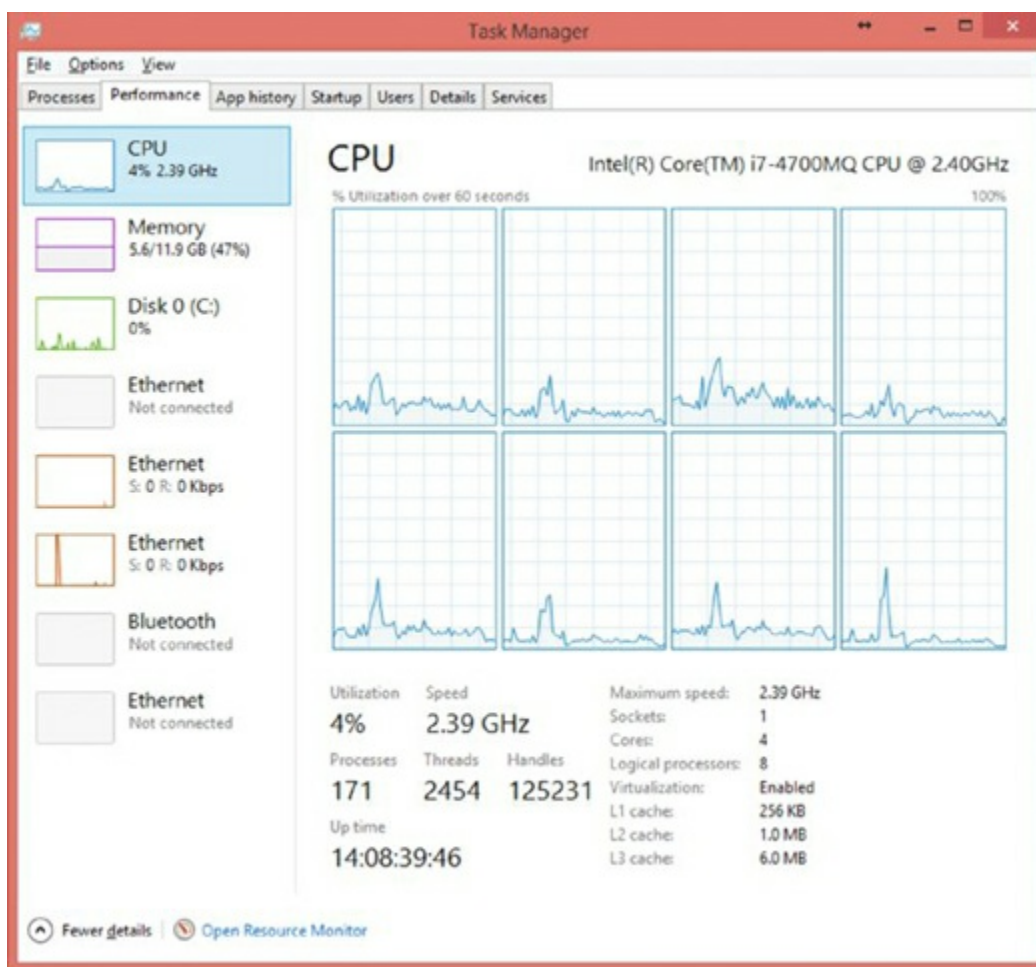 Task Manager
File Options View
Processes Performance App history Startup Users Details Services
CPU
4% 2.39 GHz
Memory
5.6/11.9 GB (47%)
Disk 0 (C:)
0%
Ethernet
Not connected
Ethernet
S: 0 R: 0 Kbps
Ethernet
S: 0 R: 0 Kbps
Bluetooth
Not connected
Ethernet
Not connected
CPU Intel(R) Core(TM) i7-4700MQ CPU @ 2.40GHz
% Utilization over 60 seconds 100%
Utilization Speed
4% 2.39 GHz
Processes Threads Handles
171 2454 125231
Up time
14:08:39:46
Maximum speed: 2.39 GHz
Sockets: 1
Cores: 4
Logical processors: 8
Virtualization: Enabled
L1 cache: 256 KB
L2 cache: 1.0 MB
L3 cache: 6.0 MB
Fewer details Open Resource Monitor